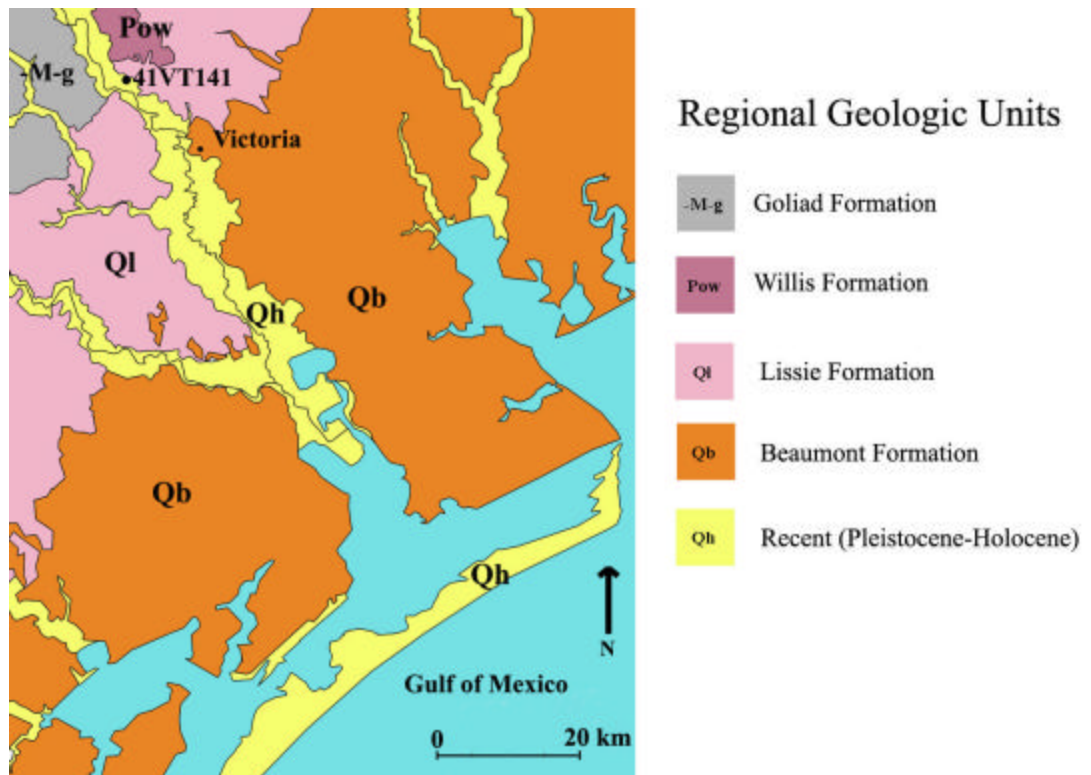 Pow
-M-g
41VT141
Victoria
Ql
Qh
Qb
Qb
Qh
N
Gulf of Mexico
0 20 km
Regional Geologic Units
-M-g Goliad Formation
Pow Willis Formation
Ql Lissie Formation
Qb Beaumont Formation
Qh Recent (Pleistocene-Holocene)